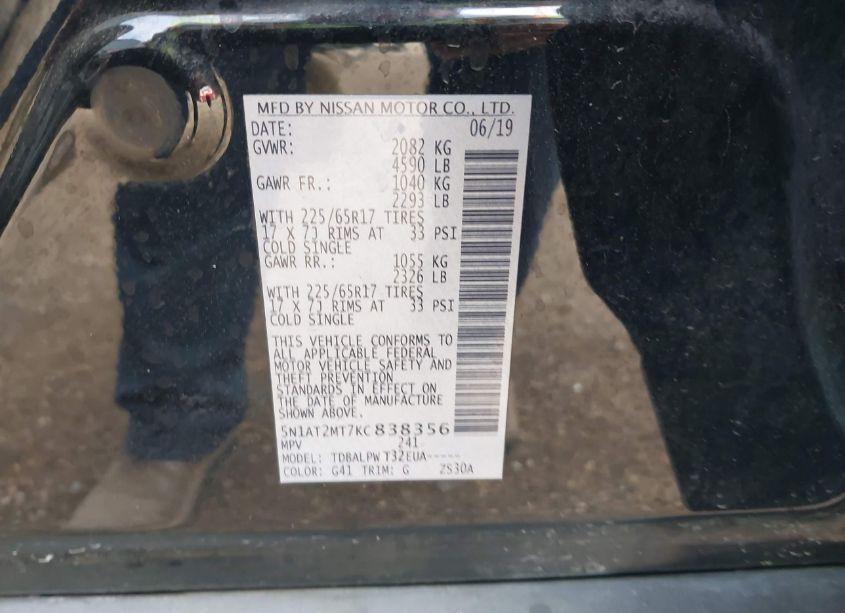 MFD BY NISSAN MOTOR CO., LTD.
DATE: 06/19
GVWR: 2082 KG
4590 LB
GAWR FR.: 1040 KG
2293 LB
WITH 225/65R17 TIRES
17 X 7J RIMS AT 33 PSI
COLD SINGLE
GAWR RR.: 1055 KG
2326 LB
WITH 225/65R17 TIRES
17 X 7J RIMS AT 33 PSI
COLD SINGLE
THIS VEHICLE CONFORMS TO
ALL APPLICABLE FEDERAL
MOTOR VEHICLE SAFETY AND
THEFT PREVENTION
STANDARDS IN EFFECT ON
THE DATE OF MANUFACTURE
SHOWN ABOVE.
5N1AT2MT7KC838356
MPV 241
MODEL: TDBALPW T32EUA-----
COLOR: G41 TRIM: G ZS30A